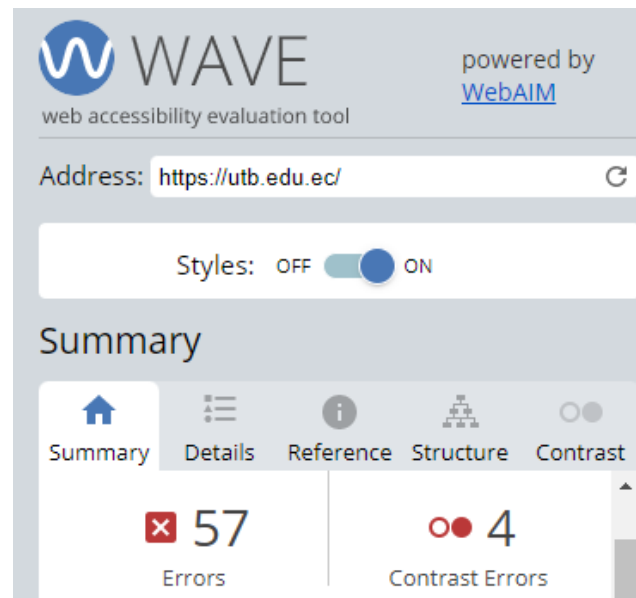 WAVE
powered by
WebAIM
web accessibility evaluation tool
Address: https://utb.edu.ec/
Styles: OFF ON
Summary
Summary Details Reference Structure Contrast
57 4
Errors Contrast Errors